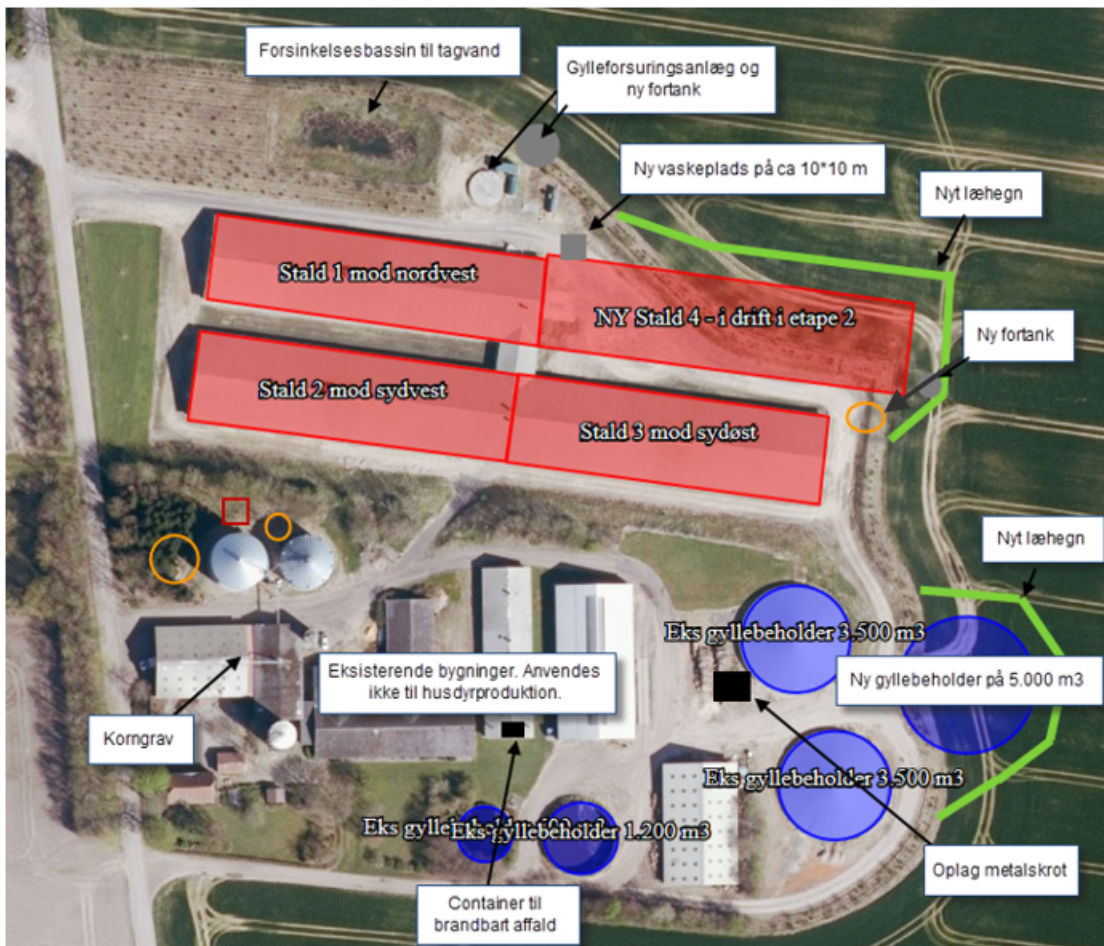 Forsinkelsesbassin til tagvand
Gylleforsuringsanlæg og
ny fortank
Ny vaskeplads på ca 10*10 m
Nyt læhegn
Stald 1 mod nordvest
NY Stald 4 - i drift i etape 2
Ny fortank
Stald 2 mod sydvest
Stald 3 mod sydøst
Nyt læhegn
Eks gyllebeholder 3.500 m3
Eksisterende bygninger. Anvendes
ikke til husdyrproduktion.
Ny gyllebeholder på 5.000 m3
Korngrav
Eks gyllebeholder 3.500 m3
Eks gyllebeholder
Eks gyllebeholder 1.200 m3
Oplag metalskrot
Container til
brandbart affald